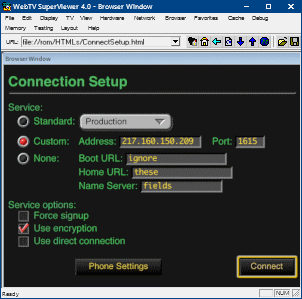 WebTV SuperViewer 4.0 - Browser Window
File Edit Display TV View Hardware Network Browser Favorites Cache Debug
Memory Testing Layout Help
URL: file://rom/HTMLs/ConnectSetup.html
Browser Window
Connection Setup
Service:
Standard: Production
Custom: Address: 217.160.150.209 Port: 1615
None: Boot URL: ignore
Home URL: these
Name Server: fields
Service options:
Force signup
Use encryption
Use direct connection
Phone Settings Connect
Ready NUM